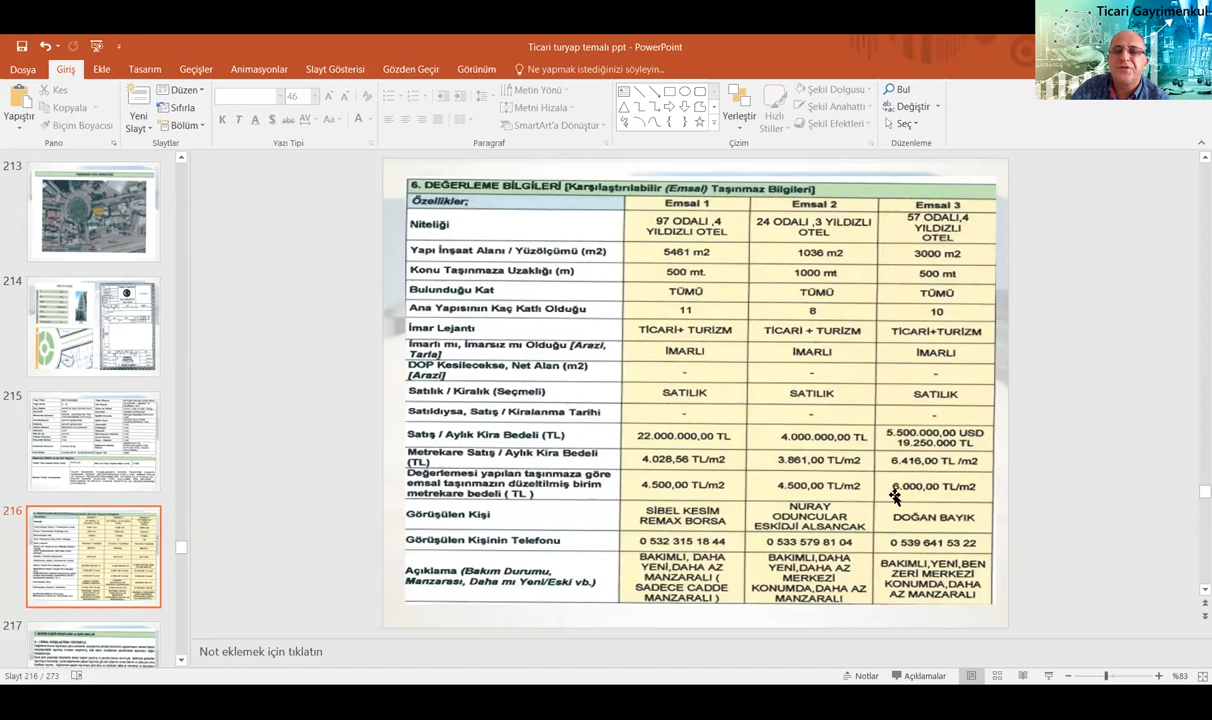 Ticari Gayrimenkul
Ticari turyap temalı ppt - PowerPoint
Dosya Giriş Ekle Tasarım Geçişler Animasyonlar Slayt Gösterisi Gözden Geçir Görünüm Ne yapmak istediğinizi söyleyin...
Yapıştır Kes Kopyala Biçim Boyacısı
Pano
Yeni Slayt Düzen Sıfırla Bölüm
Slaytlar
46
K T A S abc AV Aa A
Yazı Tipi
Metin Yönü
Metni Hizala
SmartArt'a Dönüştür
Paragraf
Yerleştir Hızlı Stiller
Şekil Dolgusu
Şekil Anahattı
Şekil Efektleri
Çizim
Bul
Değiştir
Seç
Düzenleme
213
214
215
216
217
6. DEĞERLEME BİLGİLERİ [Karşılaştırılabilir (Emsal) Taşınmaz Bilgileri]
Özellikler; Emsal 1 Emsal 2 Emsal 3
Niteliği 97 ODALI ,4 YILDIZLI OTEL 24 ODALI ,3 YILDIZLI OTEL 57 ODALI,4 YILDIZLI OTEL
Yapı İnşaat Alanı / Yüzölçümü (m2) 5461 m2 1036 m2 3000 m2
Konu Taşınmaza Uzaklığı (m) 500 mt. 1000 mt 500 mt
Bulunduğu Kat TÜMÜ TÜMÜ TÜMÜ
Ana Yapısının Kaç Katlı Olduğu 11 8 10
İmar Lejantı TİCARİ+ TURİZM TİCARİ + TURİZM TİCARİ+TURİZM
İmarlı mı, İmarsız mı Olduğu [Arazi, Tarla] İMARLI İMARLI İMARLI
DOP Kesilecekse, Net Alan (m2) [Arazi] - - -
Satılık / Kiralık (Seçmeli) SATILIK SATILIK SATILIK
Satıldıysa, Satış / Kiralanma Tarihi - - -
Satış / Aylık Kira Bedeli (TL) 22.000.000,00 TL 4.000.000,00 TL 5.500.000,00 USD 19.250.000 TL
Metrekare Satış / Aylık Kira Bedeli (TL) 4.028,56 TL/m2 3.861,00 TL/m2 6.416,00 TL /m2
Değerlemesi yapılan taşınmaza göre emsal taşınmazın düzeltilmiş birim metrekare bedeli ( TL ) 4.500,00 TL/m2 4.500,00 TL/m2 6.000,00 TL/m2
Görüşülen Kişi SİBEL KESİM REMAX BORSA NURAY ODUNCULAR ESKİDJİ ALSANCAK DOĞAN BAYIK
Görüşülen Kişinin Telefonu 0 532 315 18 44 0 533 579 81 04 0 539 641 53 22
Açıklama (Bakım Durumu, Manzarası, Daha mı Yeni/Eski vb.) BAKIMLI, DAHA YENİ,DAHA AZ MANZARALI ( SADECE CADDE MANZARALI ) BAKIMLI,DAHA YENİ,DAHA AZ MERKEZİ KONUMDA,DAHA AZ MANZARALI BAKIMLI,YENİ,BEN ZERİ MERKEZİ KONUMDA,DAHA AZ MANZARALI
Not eklemek için tıklatın
Slayt 216 / 273 Notlar Açıklamalar %83